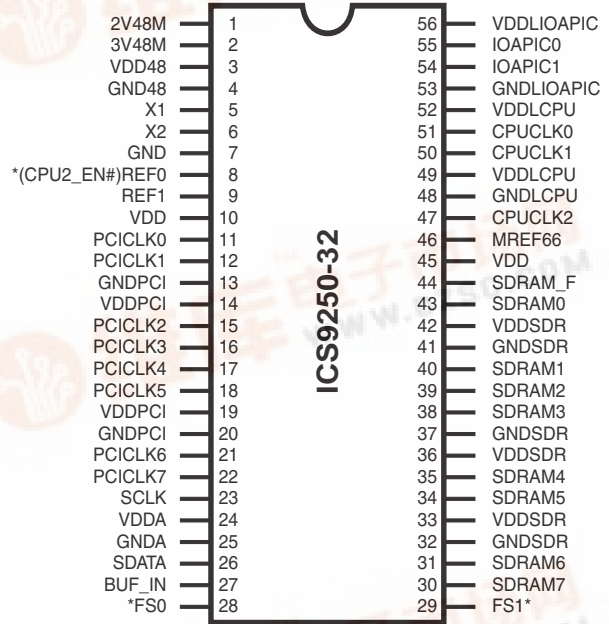 2V48M 1 56 VDDLIOAPIC
3V48M 2 55 IOAPIC0
VDD48 3 54 IOAPIC1
GND48 4 53 GNDLIOAPIC
X1 5 52 VDDLCPU
X2 6 51 CPUCLK0
GND 7 50 CPUCLK1
*(CPU2_EN#)REF0 8 49 VDDLCPU
REF1 9 48 GNDLCPU
VDD 10 47 CPUCLK2
PCICLK0 11 46 MREF66
PCICLK1 12 45 VDD
GNDPCI 13 44 SDRAM_F
VDDPCI 14 43 SDRAM0
PCICLK2 15 42 VDDSDR
PCICLK3 16 41 GNDSDR
PCICLK4 17 40 SDRAM1
PCICLK5 18 39 SDRAM2
VDDPCI 19 38 SDRAM3
GNDPCI 20 37 GNDSDR
PCICLK6 21 36 VDDSDR
PCICLK7 22 35 SDRAM4
SCLK 23 34 SDRAM5
VDDA 24 33 VDDSDR
GNDA 25 32 GNDSDR
SDATA 26 31 SDRAM6
BUF_IN 27 30 SDRAM7
*FS0 28 29 FS1*
ICS9250-32